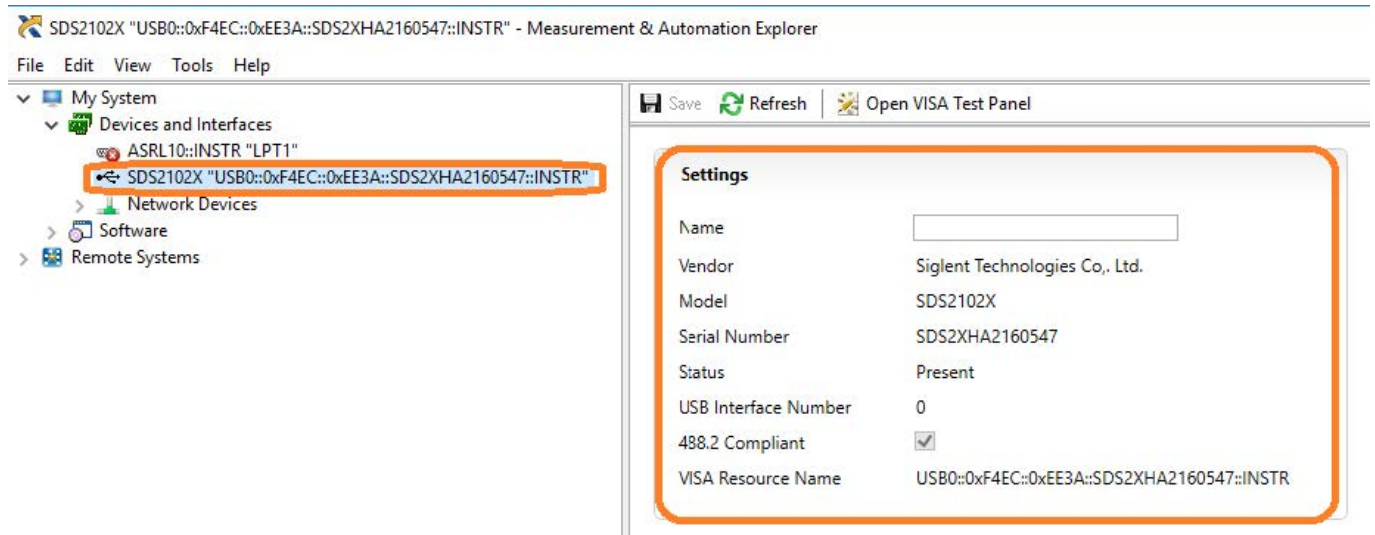 SDS2102X "USB0::0xF4EC::0xEE3A::SDS2XHA2160547::INSTR" - Measurement & Automation Explorer
File Edit View Tools Help
My System
Devices and Interfaces
ASRL10::INSTR "LPT1"
SDS2102X "USB0::0xF4EC::0xEE3A::SDS2XHA2160547::INSTR"
Network Devices
Software
Remote Systems
Save Refresh Open VISA Test Panel
Settings
Name
Vendor Siglent Technologies Co,. Ltd.
Model SDS2102X
Serial Number SDS2XHA2160547
Status Present
USB Interface Number 0
488.2 Compliant
VISA Resource Name USB0::0xF4EC::0xEE3A::SDS2XHA2160547::INSTR